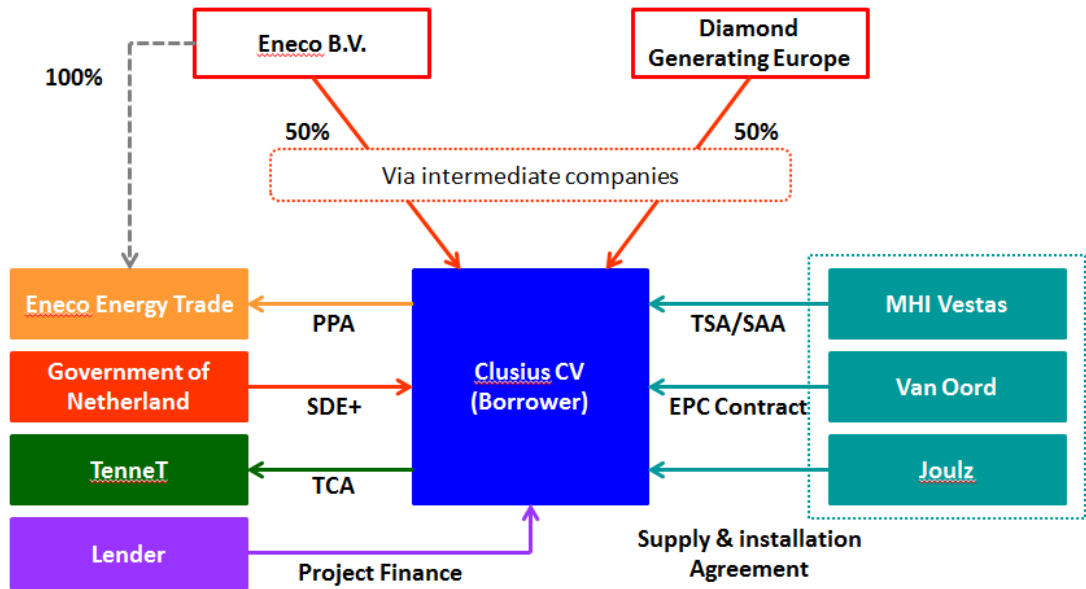 Eneco B.V.
Diamond
Generating Europe
100%
50%
50%
Via intermediate companies
Eneco Energy Trade
PPA
Government of
Netherland
SDE+
TenneT
TCA
Lender
Project Finance
Clusius CV
(Borrower)
MHI Vestas
TSA/SAA
Van Oord
EPC Contract
Joulz
Supply & installation
Agreement